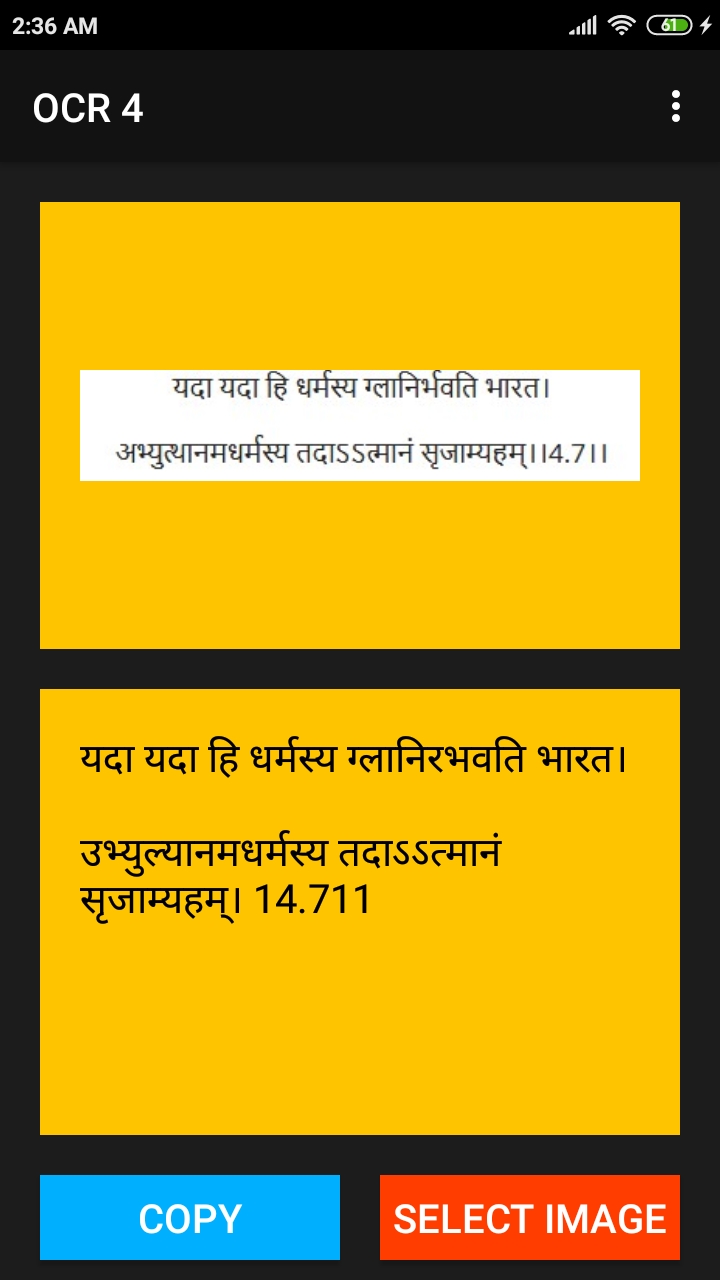 2:36 AM
61
OCR 4
यदा यदा हि धर्मस्य ग्लानिर्भवति भारत।
अभ्युत्थानमधर्मस्य तदाऽऽत्मानं सृजाम्यहम्।।4.7।।
यदा यदा हि धर्मस्य ग्लानिरभवति भारत।
उभ्युल्यानमधर्मस्य तदाऽऽत्मानं
सृजाम्यहम्। 14.711
COPY
SELECT IMAGE